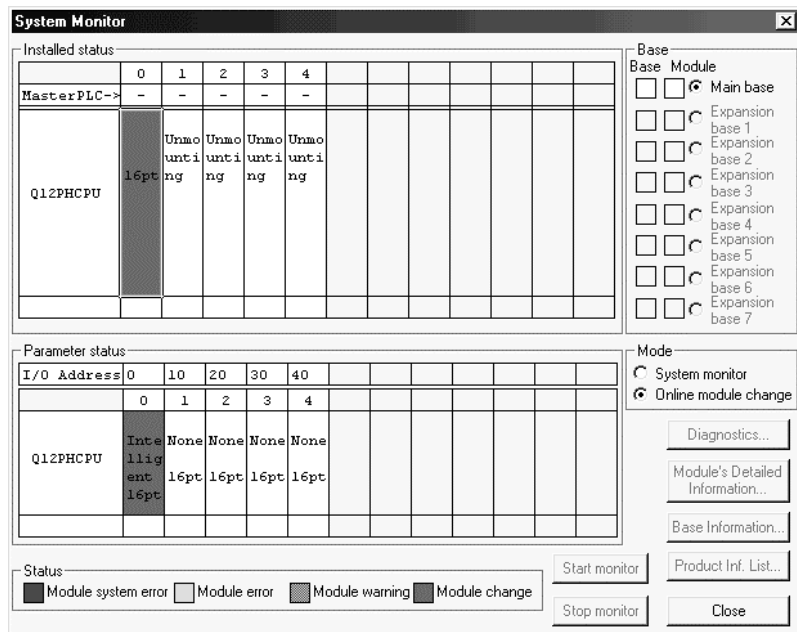 System Monitor
Installed status
0 1 2 3 4
MasterPLC-> - - - - -
Q12PHCPU
16pt
Unmo
unti
ng
Unmo
unti
ng
Unmo
unti
ng
Unmo
unti
ng
Base
Base Module
Main base
Expansion
base 1
Expansion
base 2
Expansion
base 3
Expansion
base 4
Expansion
base 5
Expansion
base 6
Expansion
base 7
Parameter status
I/O Address 0 10 20 30 40
0 1 2 3 4
Q12PHCPU
Inte
llig
ent
16pt
None
16pt
None
16pt
None
16pt
None
16pt
Mode
System monitor
Online module change
Diagnostics...
Module's Detailed
Information...
Base Information...
Product Inf. List...
Close
Status
Module system error Module error Module warning Module change
Start monitor
Stop monitor